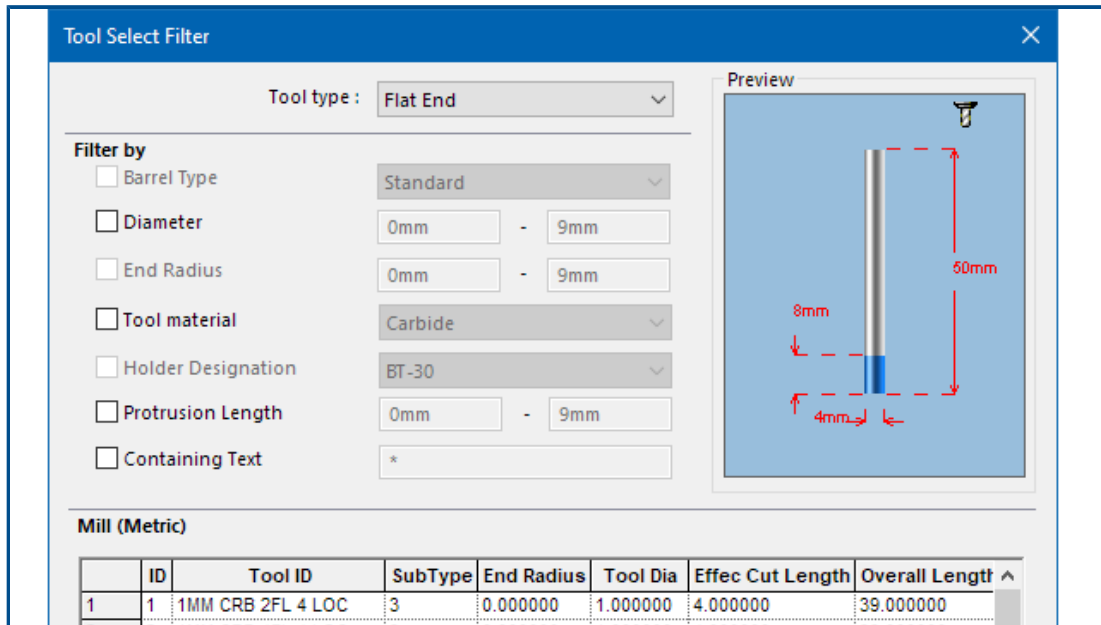 Tool Select Filter
Tool type : Flat End
Preview
Filter by
Barrel Type Standard
Diameter 0mm - 9mm
End Radius 0mm - 9mm
Tool material Carbide
Holder Designation BT-30
Protrusion Length 0mm - 9mm
Containing Text *
50mm
8mm
4mm
Mill (Metric)
ID Tool ID SubType End Radius Tool Dia Effec Cut Length Overall Length
1 1 1MM CRB 2FL 4 LOC 3 0.000000 1.000000 4.000000 39.000000